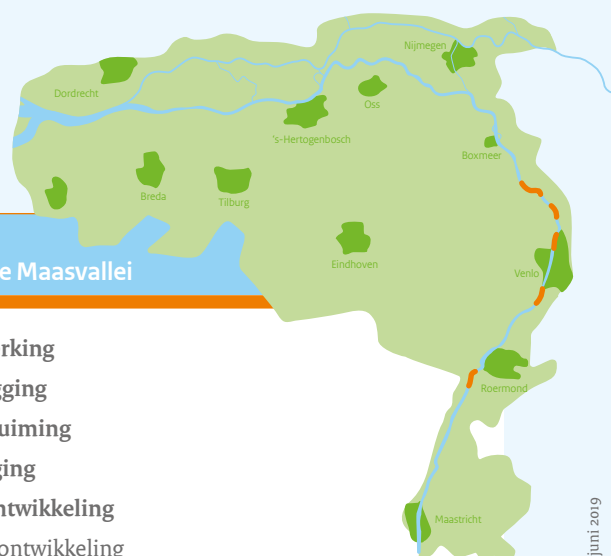 Nijmegen
Dordrecht
Oss
's-Hertogenbosch
Boxmeer
Breda
Tilburg
Eindhoven
e Maasvallei
Venlo
rking
ging
Roermond
uiming
ging
ntwikkeling
Maastricht
ontwikkeling
juni 2019